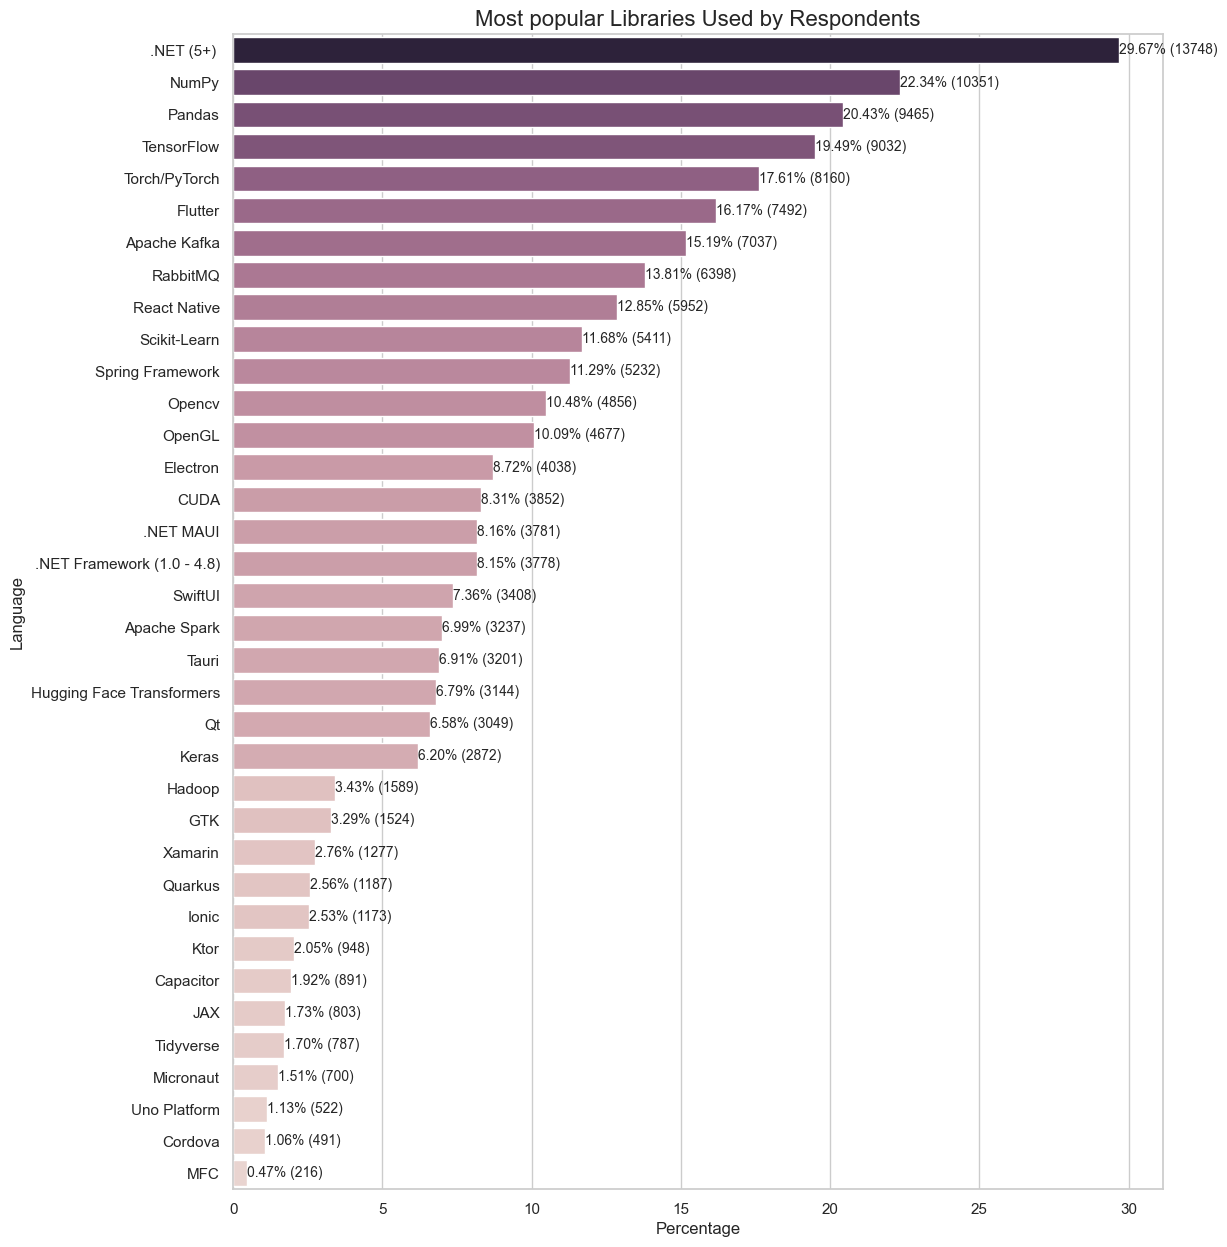 Most popular Libraries Used by Respondents
.NET (5+) 29.67% (13748)
NumPy 22.34% (10351)
Pandas 20.43% (9465)
TensorFlow 19.49% (9032)
Torch/PyTorch 17.61% (8160)
Flutter 16.17% (7492)
Apache Kafka 15.19% (7037)
RabbitMQ 13.81% (6398)
React Native 12.85% (5952)
Scikit-Learn 11.68% (5411)
Spring Framework 11.29% (5232)
Opencv 10.48% (4856)
OpenGL 10.09% (4677)
Electron 8.72% (4038)
CUDA 8.31% (3852)
.NET MAUI 8.16% (3781)
.NET Framework (1.0 - 4.8) 8.15% (3778)
SwiftUI 7.36% (3408)
Apache Spark 6.99% (3237)
Tauri 6.91% (3201)
Hugging Face Transformers 6.79% (3144)
Qt 6.58% (3049)
Keras 6.20% (2872)
Hadoop 3.43% (1589)
GTK 3.29% (1524)
Xamarin 2.76% (1277)
Quarkus 2.56% (1187)
Ionic 2.53% (1173)
Ktor 2.05% (948)
Capacitor 1.92% (891)
JAX 1.73% (803)
Tidyverse 1.70% (787)
Micronaut 1.51% (700)
Uno Platform 1.13% (522)
Cordova 1.06% (491)
MFC 0.47% (216)
Language
0 5 10 15 20 25 30
Percentage